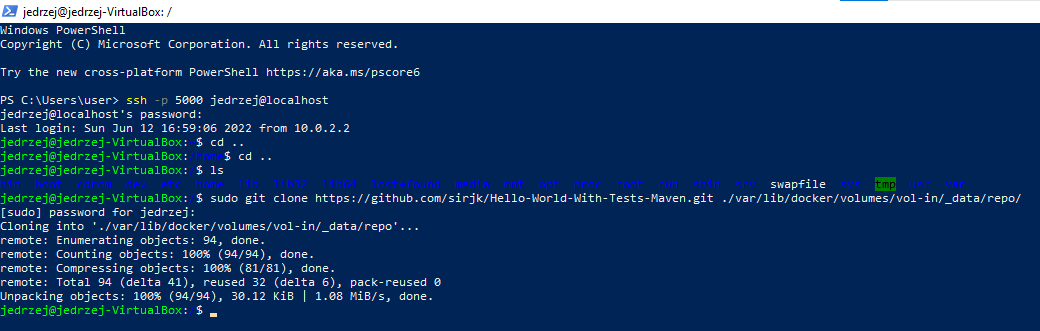 jedrzej@jedrzej-VirtualBox: /
Windows PowerShell
Copyright (C) Microsoft Corporation. All rights reserved.
Try the new cross-platform PowerShell https://aka.ms/pscore6
PS C:\Users\user> ssh -p 5000 jedrzej@localhost
jedrzej@localhost's password:
Last login: Sun Jun 12 16:59:06 2022 from 10.0.2.2
jedrzej@jedrzej-VirtualBox:~$ cd ..
jedrzej@jedrzej-VirtualBox:/home$ cd ..
jedrzej@jedrzej-VirtualBox:/$ ls
bin boot cdrom dev etc home lib lib32 lib64 lost+found media mnt opt proc root run sbin srv swapfile sys tmp usr var
jedrzej@jedrzej-VirtualBox:/$ sudo git clone https://github.com/sirjk/Hello-World-With-Tests-Maven.git ./var/lib/docker/volumes/vol-in/_data/repo/
[sudo] password for jedrzej:
Cloning into './var/lib/docker/volumes/vol-in/_data/repo'...
remote: Enumerating objects: 94, done.
remote: Counting objects: 100% (94/94), done.
remote: Compressing objects: 100% (81/81), done.
remote: Total 94 (delta 41), reused 32 (delta 6), pack-reused 0
Unpacking objects: 100% (94/94), 30.12 KiB | 1.08 MiB/s, done.
jedrzej@jedrzej-VirtualBox:/$